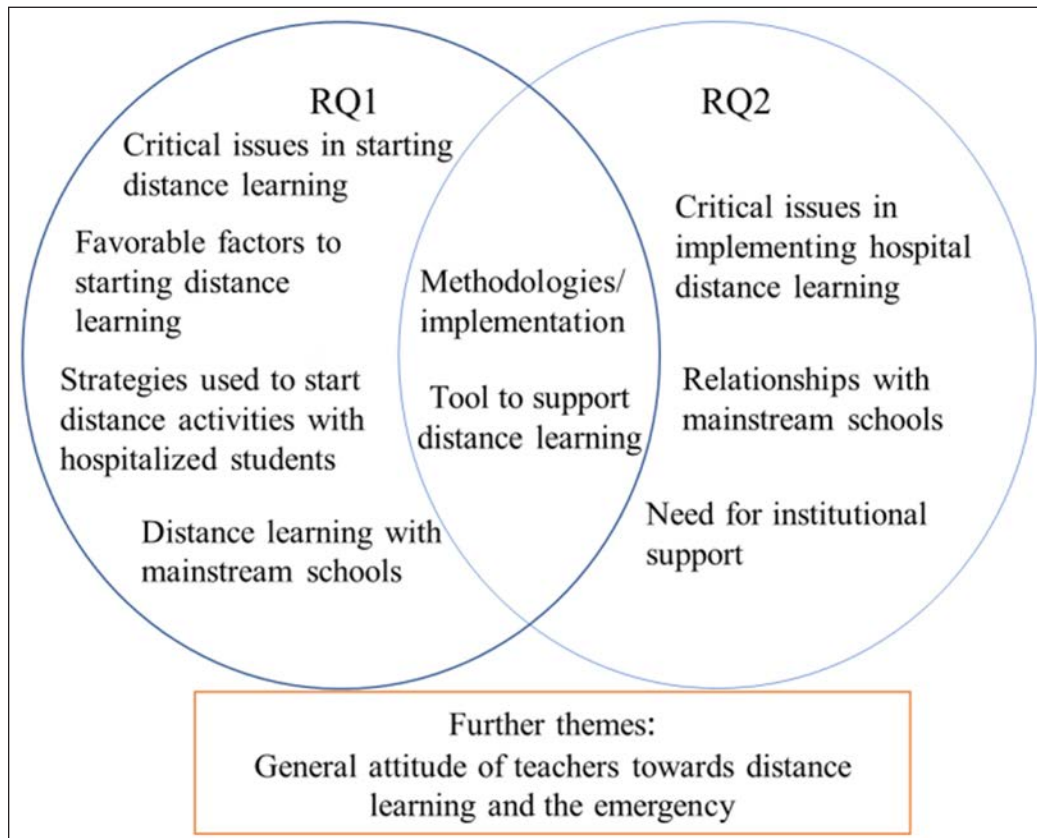 RQ1
Critical issues in starting
distance learning
Favorable factors to
starting distance
learning
Strategies used to start
distance activities with
hospitalized students
Distance learning with
mainstream schools
Methodologies/
implementation
Tool to support
distance learning
RQ2
Critical issues in
implementing hospital
distance learning
Relationships with
mainstream schools
Need for institutional
support
Further themes:
General attitude of teachers towards distance
learning and the emergency